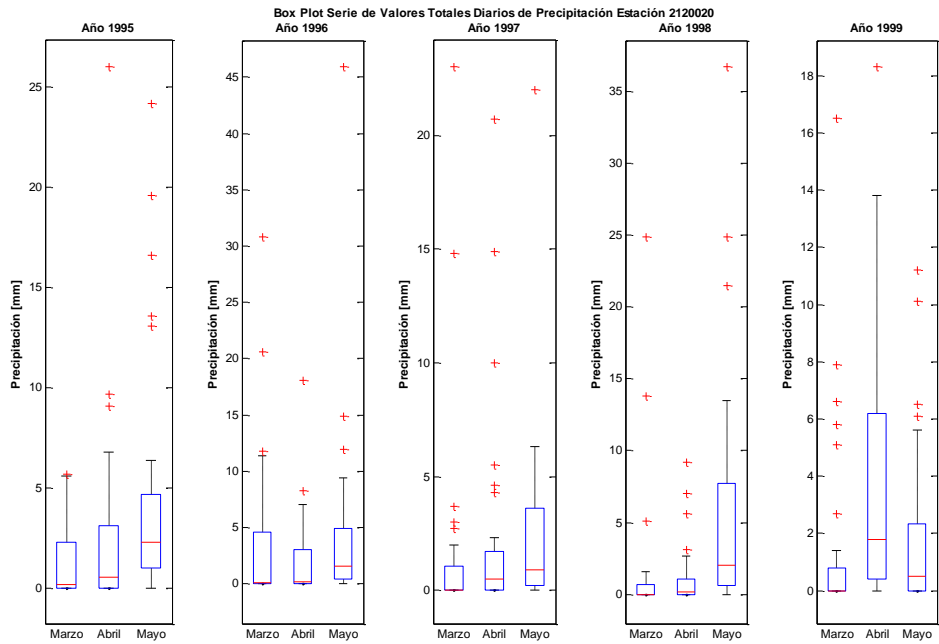 Box Plot Serie de Valores Totales Diarios de Precipitación Estación 2120020
Año 1995
Año 1996
Año 1997
Año 1998
Año 1999
Precipitación [mm]
25
20
15
10
5
0
Marzo Abril Mayo
Precipitación [mm]
45
40
35
30
25
20
15
10
5
0
Marzo Abril Mayo
Precipitación [mm]
20
15
10
5
0
Marzo Abril Mayo
Precipitación [mm]
35
30
25
20
15
10
5
0
Marzo Abril Mayo
Precipitación [mm]
18
16
14
12
10
8
6
4
2
0
Marzo Abril Mayo